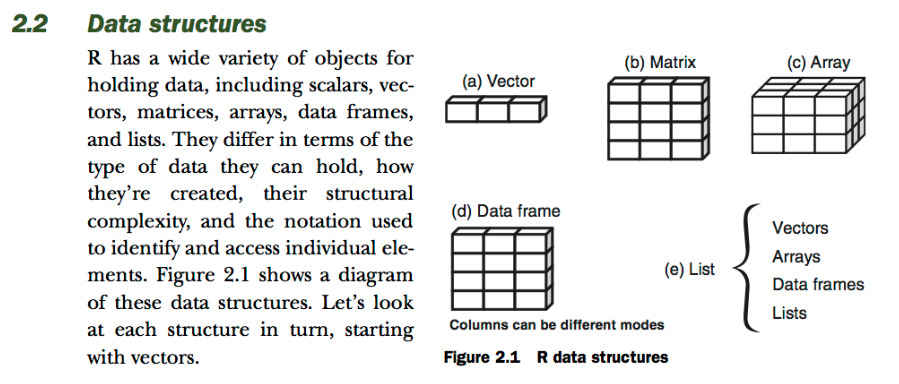 2.2 Data structures
R has a wide variety of objects for
holding data, including scalars, vec-
tors, matrices, arrays, data frames,
and lists. They differ in terms of the
type of data they can hold, how
they're created, their structural
complexity, and the notation used
to identify and access individual ele-
ments. Figure 2.1 shows a diagram
of these data structures. Let's look
at each structure in turn, starting
with vectors.
(a) Vector
(b) Matrix
(c) Array
(d) Data frame
Columns can be different modes
(e) List
Vectors
Arrays
Data frames
Lists
Figure 2.1 R data structures